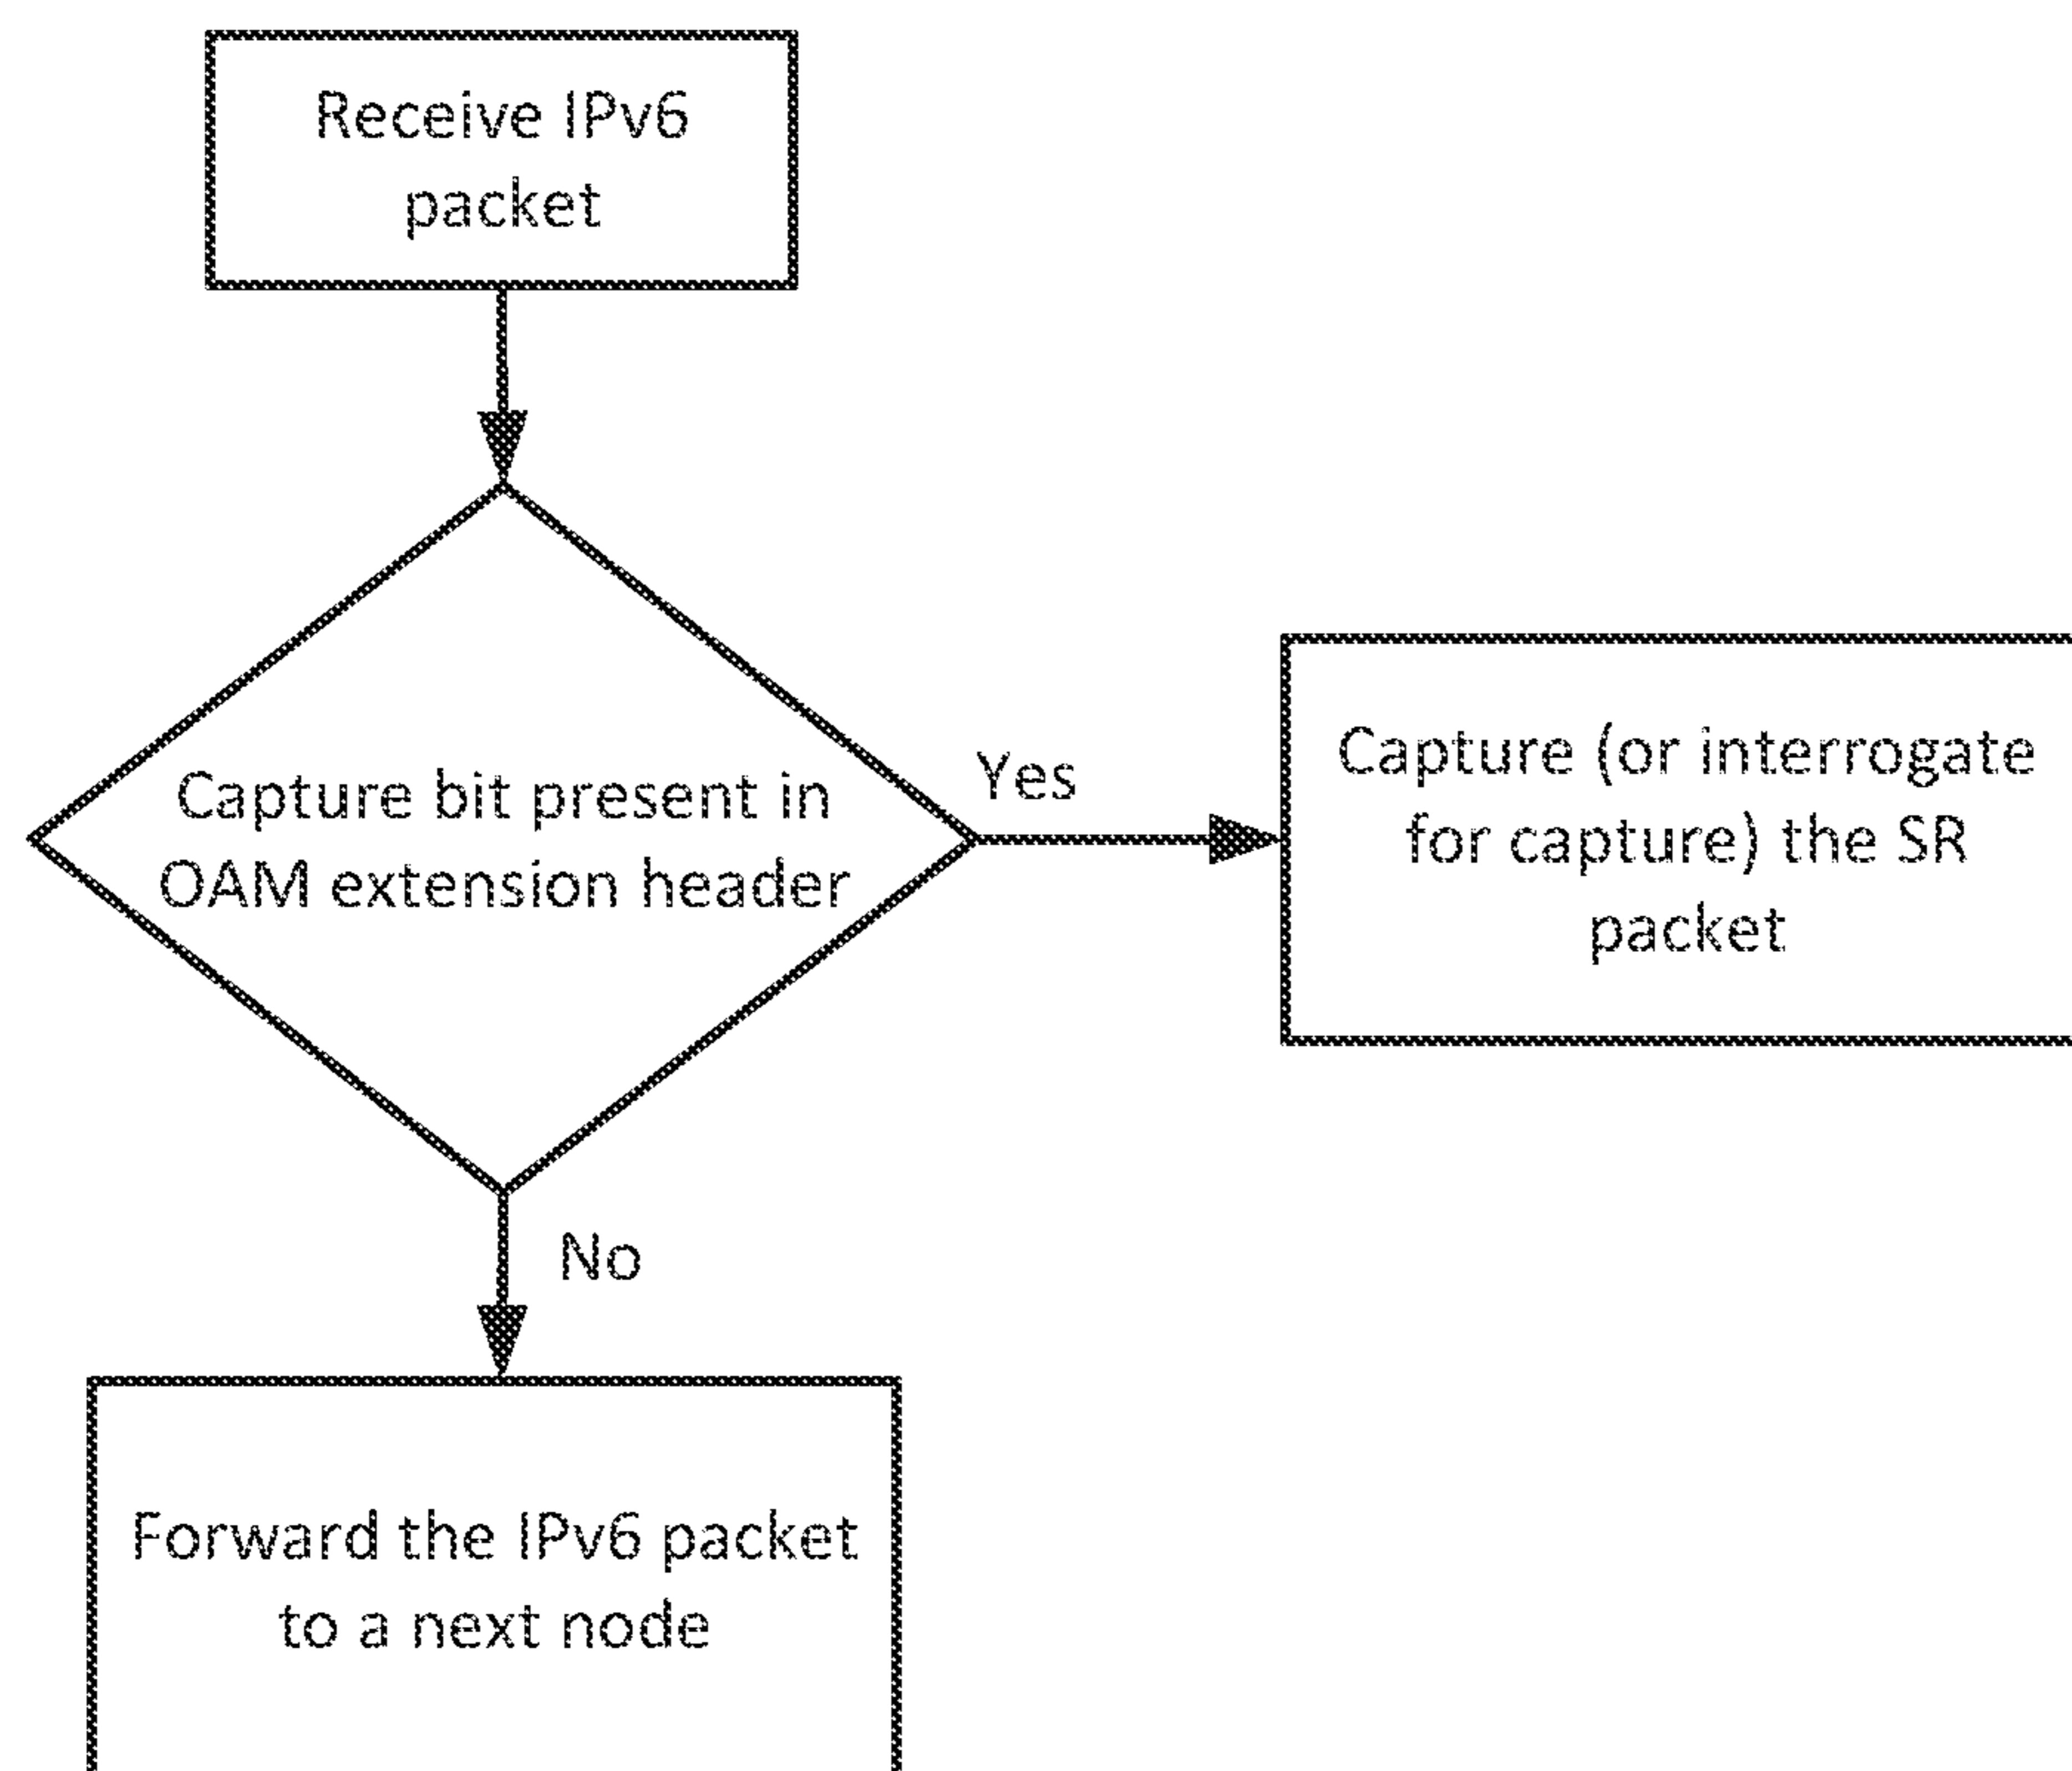 Receive IPv6
packet
Capture bit present in
OAM extension header
Yes
Capture (or interrogate
for capture) the SR
packet
No
Forward the IPv6 packet
to a next node